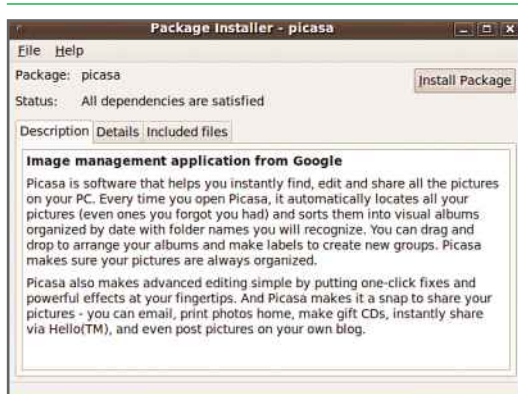 Package Installer - picasa
File Help
Package: picasa
Install Package
Status: All dependencies are satisfied
Description Details Included files
Image management application from Google
Picasa is software that helps you instantly find, edit and share all the pictures
on your PC. Every time you open Picasa, it automatically locates all your
pictures (even ones you forgot you had) and sorts them into visual albums
organized by date with folder names you will recognize. You can drag and
drop to arrange your albums and make labels to create new groups. Picasa
makes sure your pictures are always organized.
Picasa also makes advanced editing simple by putting one-click fixes and
powerful effects at your fingertips. And Picasa makes it a snap to share your
pictures - you can email, print photos home, make gift CDs, instantly share
via Hello(TM), and even post pictures on your own blog.